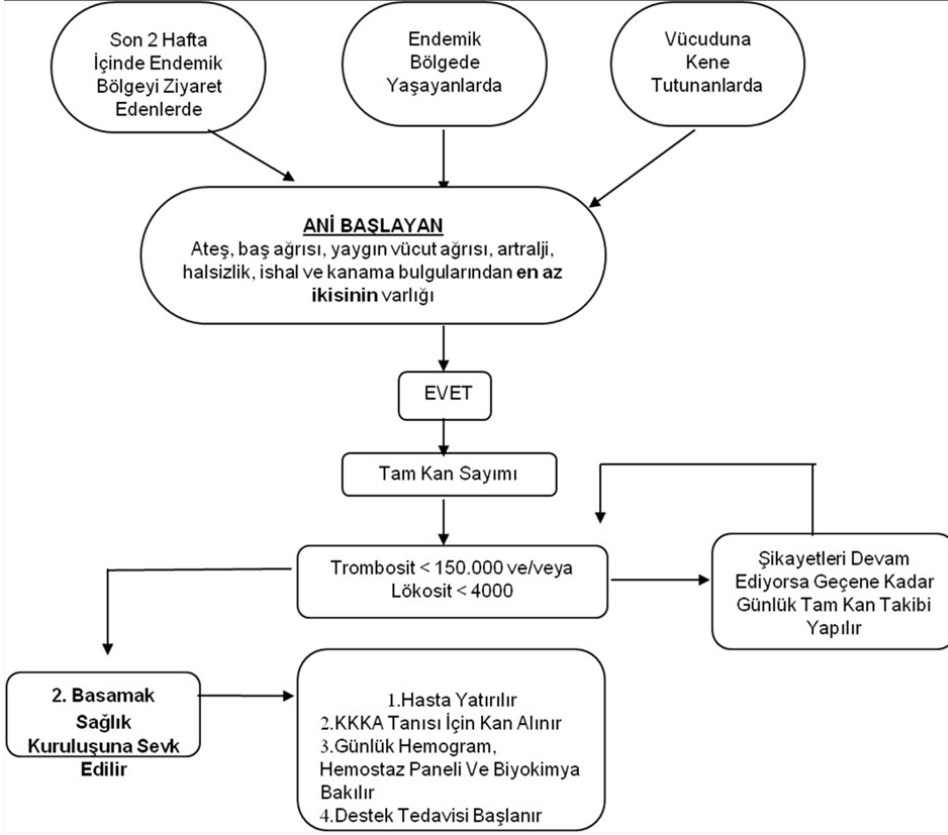 Son 2 Hafta
İçinde Endemik
Bölgeyi Ziyaret
Edenlerde
Endemik
Bölgede
Yaşayanlarda
Vücuduna
Kene
Tutunanlarda
ANİ BAŞLAYAN
Ateş, baş ağrısı, yaygın vücut ağrısı, artralji,
halsizlik, ishal ve kanama bulgularından en az
ikisinin varlığı
EVET
Tam Kan Sayımı
Trombosit < 150.000 ve/veya
Lökosit < 4000
Şikayetleri Devam
Ediyorsa Geçene Kadar
Günlük Tam Kan Takibi
Yapılır
2. Basamak
Sağlık
Kuruluşuna Sevk
Edilir
1.Hasta Yatırılır
2.KKKA Tanısı İçin Kan Alınır
3.Günlük Hemogram,
Hemostaz Paneli Ve Biyokimya
Bakılır
4.Destek Tedavisi Başlanır